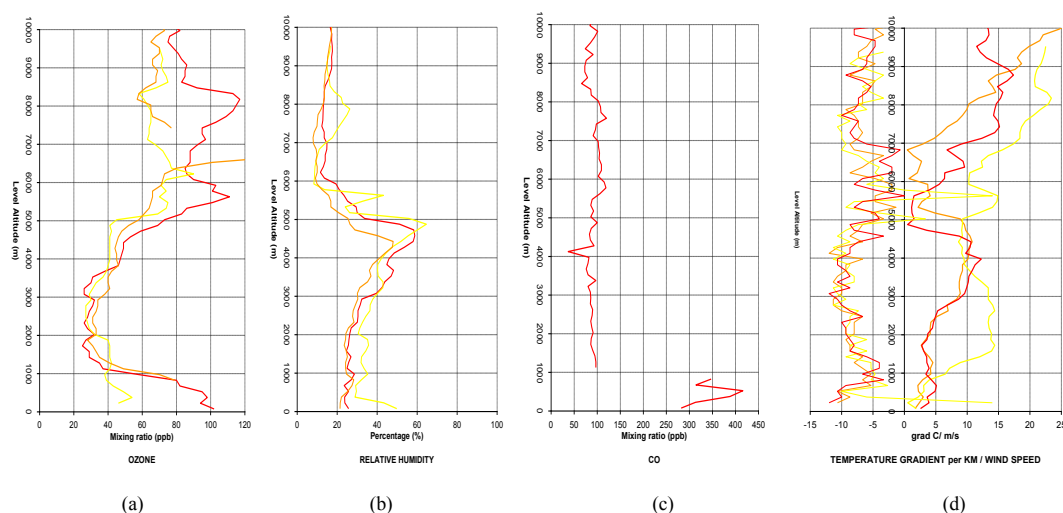 10000
9000
8000
7000
6000
5000
4000
3000
2000
1000
0
Level Altitude (m)
0 20 40 60 80 100 120
Mixing ratio (ppb)
OZONE
(a)
10000
9000
8000
7000
6000
5000
4000
3000
2000
1000
0
Level Altitude (m)
0 20 40 60 80 100
Percentage (%)
RELATIVE HUMIDITY
(b)
10000
9000
8000
7000
6000
5000
4000
3000
2000
1000
0
Level Altitude (m)
0 50 100 150 200 250 300 350 400 450
Mixing ratio (ppb)
CO
(c)
10000
9000
8000
7000
6000
5000
4000
3000
2000
1000
0
Level Altitude (m)
-15 -10 -5 0 5 10 15 20 25
grad C/ m/s
TEMPERATURE GRADIENT per KM / WIND SPEED
(d)